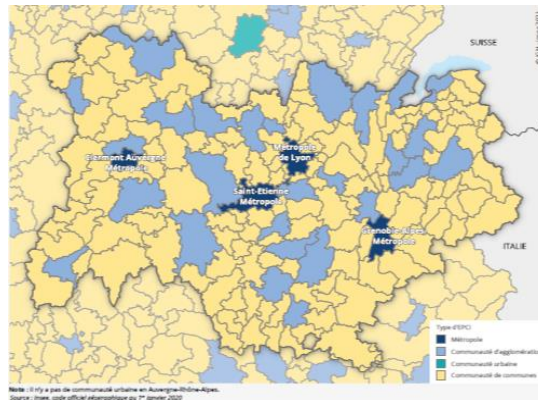 SUISSE
Clermont Auvergne
Métropole
Métropole
de Lyon
Saint-Étienne
Métropole
Grenoble-Alpes
Métropole
ITALIE
Type d'EPCI
Métropole
Communauté d'agglomératio
Communauté urbaine
Communauté de communes
Note : Il n'y a pas de communauté urbaine en Auvergne-Rhône-Alpes.
Source : Insee, code officiel géographique au 1er janvier 2020